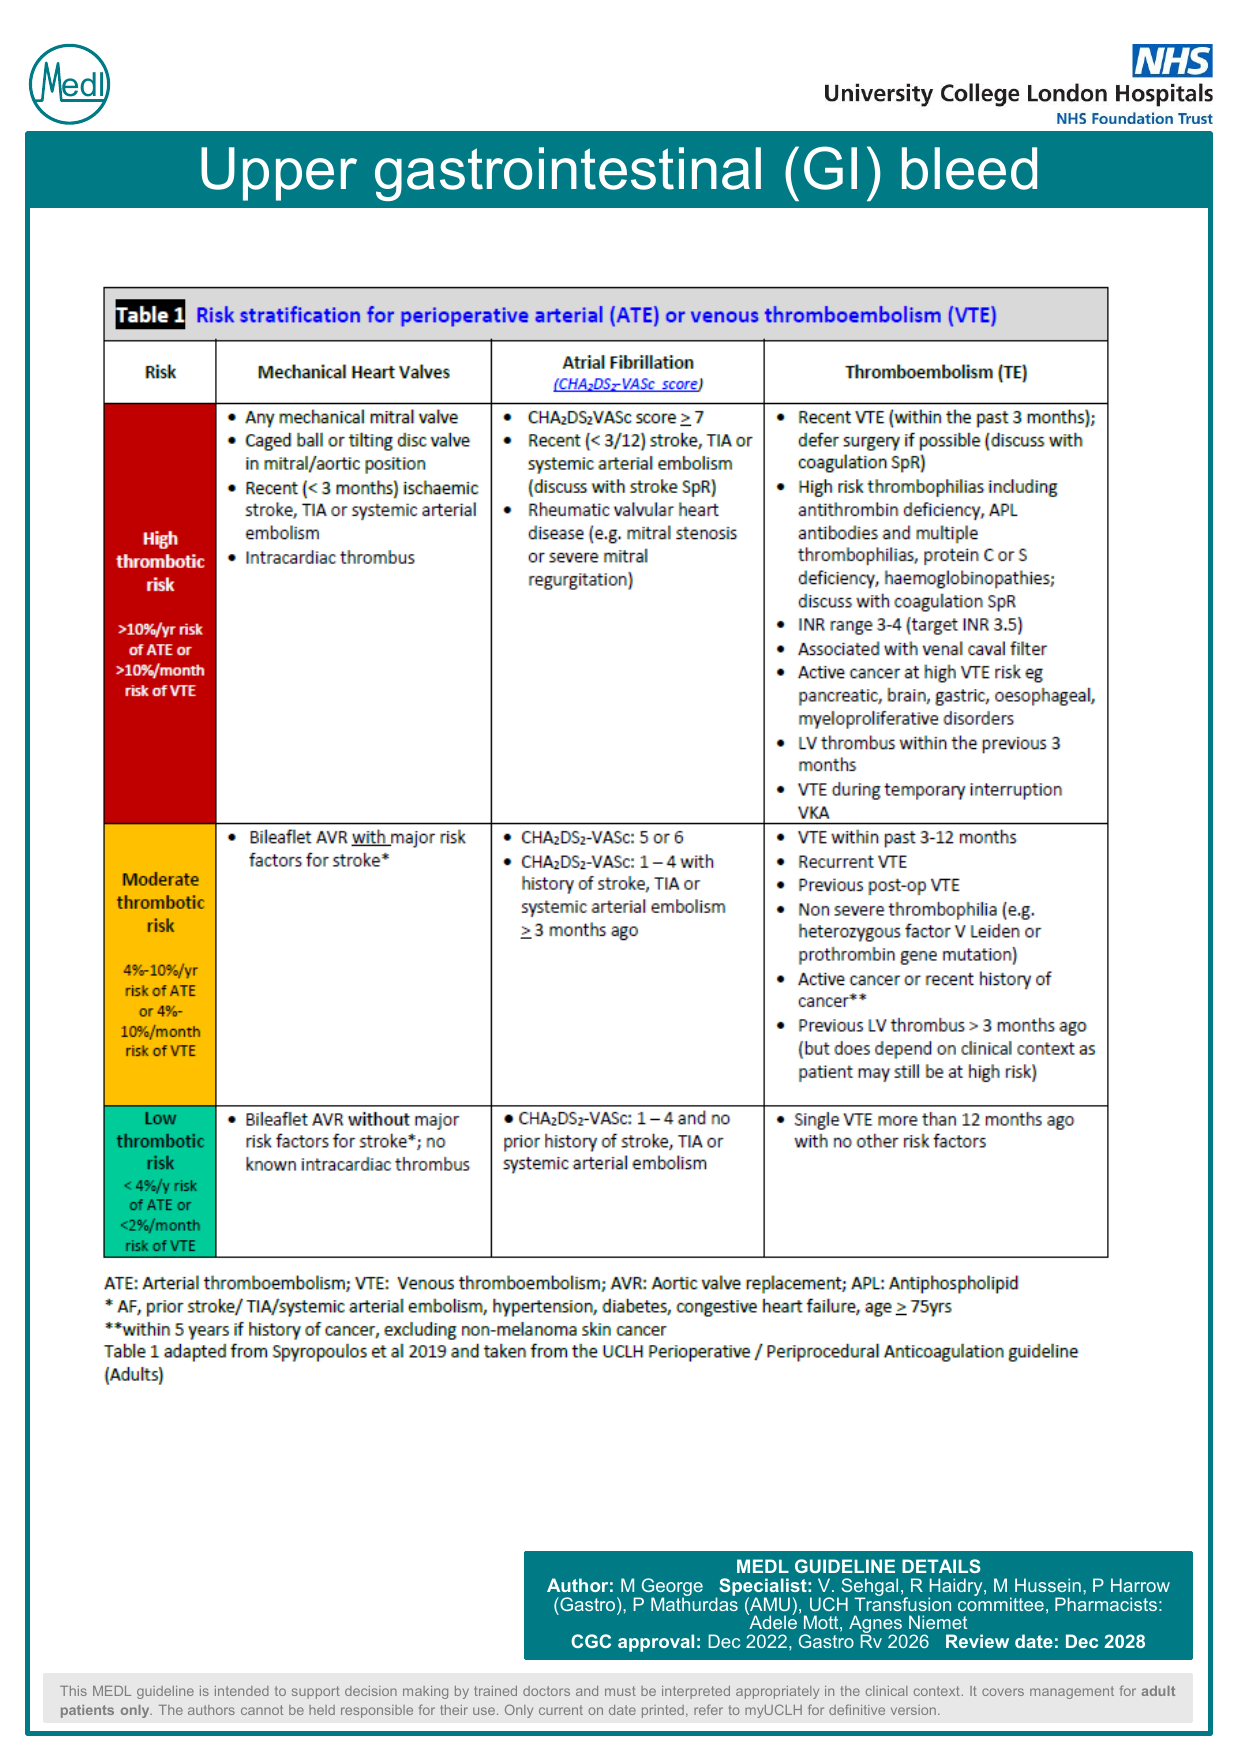 Medl
NHS
University College London Hospitals
NHS Foundation Trust
Upper gastrointestinal (GI) bleed
Table 1 Risk stratification for perioperative arterial (ATE) or venous thromboembolism (VTE)
Risk
Mechanical Heart Valves
Atrial Fibrillation
(CHA₂DS₂-VASc score)
Thromboembolism (TE)
High
thrombotic
risk
>10%/yr risk
of ATE or
>10%/month
risk of VTE
• Any mechanical mitral valve
• Caged ball or tilting disc valve
in mitral/aortic position
• Recent (< 3 months) ischaemic
stroke, TIA or systemic arterial
embolism
• Intracardiac thrombus
• CHA₂DS₂VASc score ≥ 7
• Recent (< 3/12) stroke, TIA or
systemic arterial embolism
(discuss with stroke SpR)
• Rheumatic valvular heart
disease (e.g. mitral stenosis
or severe mitral
regurgitation)
• Recent VTE (within the past 3 months);
defer surgery if possible (discuss with
coagulation SpR)
• High risk thrombophilias including
antithrombin deficiency, APL
antibodies and multiple
thrombophilias, protein C or S
deficiency, haemoglobinopathies;
discuss with coagulation SpR
• INR range 3-4 (target INR 3.5)
• Associated with venal caval filter
• Active cancer at high VTE risk eg
pancreatic, brain, gastric, oesophageal,
myeloproliferative disorders
• LV thrombus within the previous 3
months
• VTE during temporary interruption
VKA
Moderate
thrombotic
risk
4%-10%/yr
risk of ATE
or 4%-
10%/month
risk of VTE
• Bileaflet AVR with major risk
factors for stroke*
• CHA₂DS₂-VASc: 5 or 6
• CHA₂DS₂-VASc: 1 – 4 with
history of stroke, TIA or
systemic arterial embolism
≥ 3 months ago
• VTE within past 3-12 months
• Recurrent VTE
• Previous post-op VTE
• Non severe thrombophilia (e.g.
heterozygous factor V Leiden or
prothrombin gene mutation)
• Active cancer or recent history of
cancer**
• Previous LV thrombus > 3 months ago
(but does depend on clinical context as
patient may still be at high risk)
Low
thrombotic
risk
< 4%/y risk
of ATE or
<2%/month
risk of VTE
• Bileaflet AVR without major
risk factors for stroke*; no
known intracardiac thrombus
• CHA₂DS₂-VASc: 1 – 4 and no
prior history of stroke, TIA or
systemic arterial embolism
• Single VTE more than 12 months ago
with no other risk factors
ATE: Arterial thromboembolism; VTE: Venous thromboembolism; AVR: Aortic valve replacement; APL: Antiphospholipid
* AF, prior stroke/ TIA/systemic arterial embolism, hypertension, diabetes, congestive heart failure, age ≥ 75yrs
**within 5 years if history of cancer, excluding non-melanoma skin cancer
Table 1 adapted from Spyropoulos et al 2019 and taken from the UCLH Perioperative / Periprocedural Anticoagulation guideline
(Adults)
MEDL GUIDELINE DETAILS
Author: M George Specialist: V. Sehgal, R Haidry, M Hussein, P Harrow
(Gastro), P Mathurdas (AMU), UCH Transfusion committee, Pharmacists:
Adele Mott, Agnes Niemet
CGC approval: Dec 2022, Gastro Rv 2026 Review date: Dec 2028
This MEDL guideline is intended to support decision making by trained doctors and must be interpreted appropriately in the clinical context. It covers management for adult
patients only. The authors cannot be held responsible for their use. Only current on date printed, refer to myUCLH for definitive version.